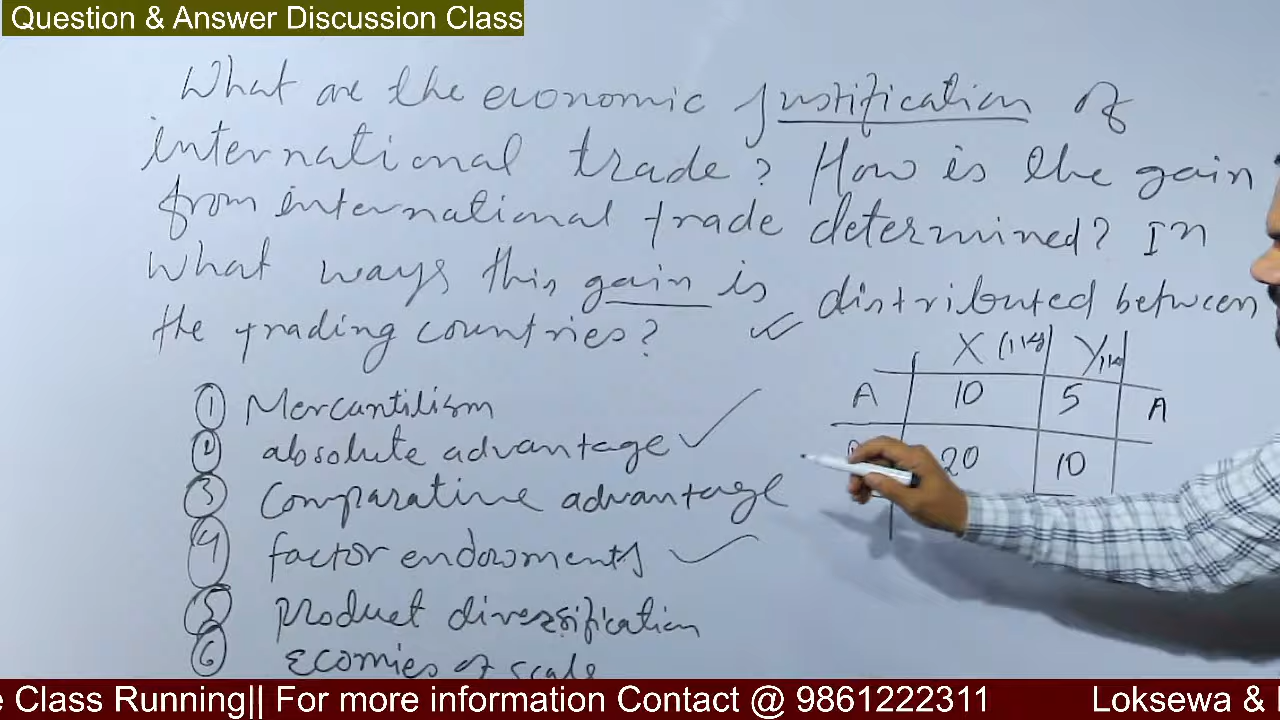 Question & Answer Discussion Class
What are the economic Justification of
international trade? How is the gain
from international trade determined? In
what ways this gain is distributed between
the trading countries?
X (1kg) Y 1kg
A 10 5 A
20 10
① Mercantilism
② absolute advantage
③ Comparative advantage
④ factor endowments
⑤ product diversification
⑥ Ecomies of scale
e Class Running|| For more information Contact @ 9861222311 Loksewa &